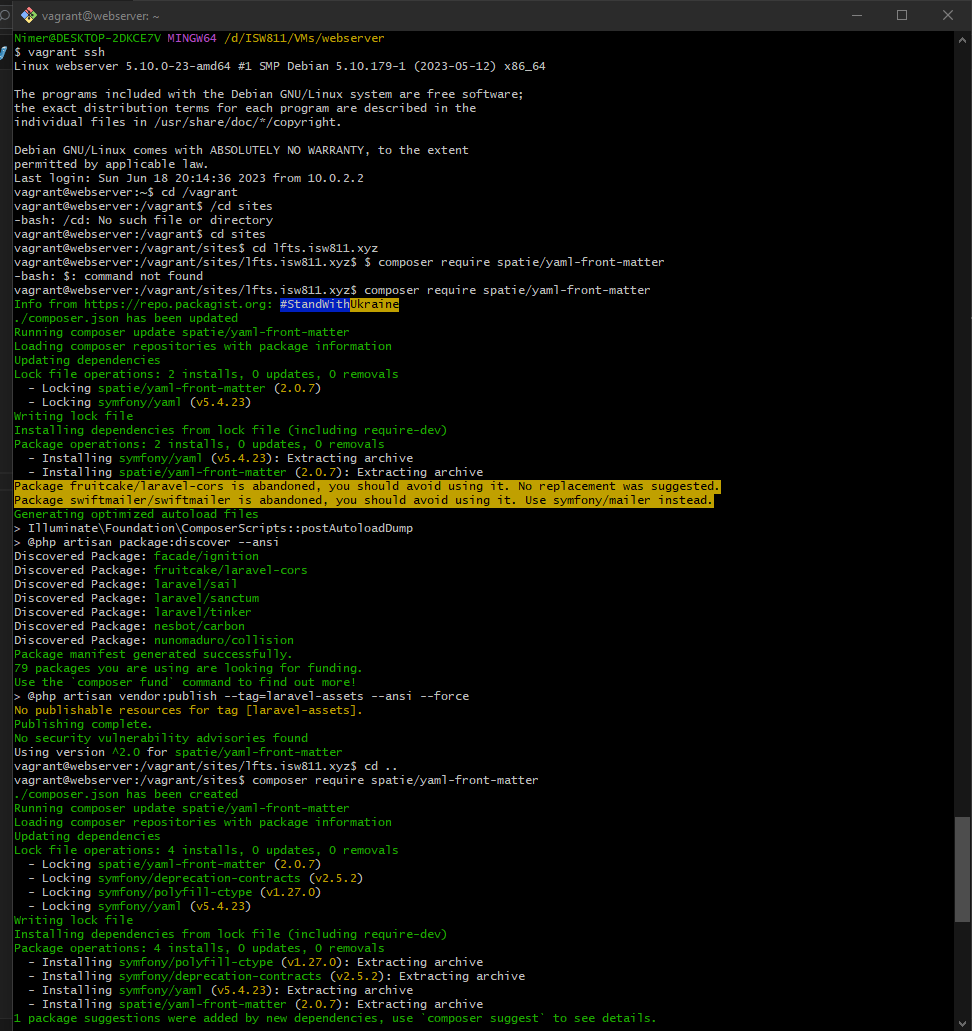 vagrant@webserver: ~
Nimer@DESKTOP-2DKCE7V MINGW64 /d/ISW811/VMs/webserver
$ vagrant ssh
Linux webserver 5.10.0-23-amd64 #1 SMP Debian 5.10.179-1 (2023-05-12) x86_64

The programs included with the Debian GNU/Linux system are free software;
the exact distribution terms for each program are described in the
individual files in /usr/share/doc/*/copyright.

Debian GNU/Linux comes with ABSOLUTELY NO WARRANTY, to the extent
permitted by applicable law.
Last login: Sun Jun 18 20:14:36 2023 from 10.0.2.2
vagrant@webserver:~$ cd /vagrant
vagrant@webserver:/vagrant$ /cd sites
-bash: /cd: No such file or directory
vagrant@webserver:/vagrant$ cd sites
vagrant@webserver:/vagrant/sites$ cd lfts.isw811.xyz
vagrant@webserver:/vagrant/sites/lfts.isw811.xyz$ $ composer require spatie/yaml-front-matter
-bash: $: command not found
vagrant@webserver:/vagrant/sites/lfts.isw811.xyz$ composer require spatie/yaml-front-matter
Info from https://repo.packagist.org: #StandWithUkraine
./composer.json has been updated
Running composer update spatie/yaml-front-matter
Loading composer repositories with package information
Updating dependencies
Lock file operations: 2 installs, 0 updates, 0 removals
  - Locking spatie/yaml-front-matter (2.0.7)
  - Locking symfony/yaml (v5.4.23)
Writing lock file
Installing dependencies from lock file (including require-dev)
Package operations: 2 installs, 0 updates, 0 removals
  - Installing symfony/yaml (v5.4.23): Extracting archive
  - Installing spatie/yaml-front-matter (2.0.7): Extracting archive
Package fruitcake/laravel-cors is abandoned, you should avoid using it. No replacement was suggested.
Package swiftmailer/swiftmailer is abandoned, you should avoid using it. Use symfony/mailer instead.
Generating optimized autoload files
> Illuminate\Foundation\ComposerScripts::postAutoloadDump
> @php artisan package:discover --ansi
Discovered Package: facade/ignition
Discovered Package: fruitcake/laravel-cors
Discovered Package: laravel/sail
Discovered Package: laravel/sanctum
Discovered Package: laravel/tinker
Discovered Package: nesbot/carbon
Discovered Package: nunomaduro/collision
Package manifest generated successfully.
79 packages you are using are looking for funding.
Use the `composer fund` command to find out more!
> @php artisan vendor:publish --tag=laravel-assets --ansi --force
No publishable resources for tag [laravel-assets].
Publishing complete.
No security vulnerability advisories found
Using version ^2.0 for spatie/yaml-front-matter
vagrant@webserver:/vagrant/sites/lfts.isw811.xyz$ cd ..
vagrant@webserver:/vagrant/sites$ composer require spatie/yaml-front-matter
./composer.json has been created
Running composer update spatie/yaml-front-matter
Loading composer repositories with package information
Updating dependencies
Lock file operations: 4 installs, 0 updates, 0 removals
  - Locking spatie/yaml-front-matter (2.0.7)
  - Locking symfony/deprecation-contracts (v2.5.2)
  - Locking symfony/polyfill-ctype (v1.27.0)
  - Locking symfony/yaml (v5.4.23)
Writing lock file
Installing dependencies from lock file (including require-dev)
Package operations: 4 installs, 0 updates, 0 removals
  - Installing symfony/polyfill-ctype (v1.27.0): Extracting archive
  - Installing symfony/deprecation-contracts (v2.5.2): Extracting archive
  - Installing symfony/yaml (v5.4.23): Extracting archive
  - Installing spatie/yaml-front-matter (2.0.7): Extracting archive
1 package suggestions were added by new dependencies, use `composer suggest` to see details.